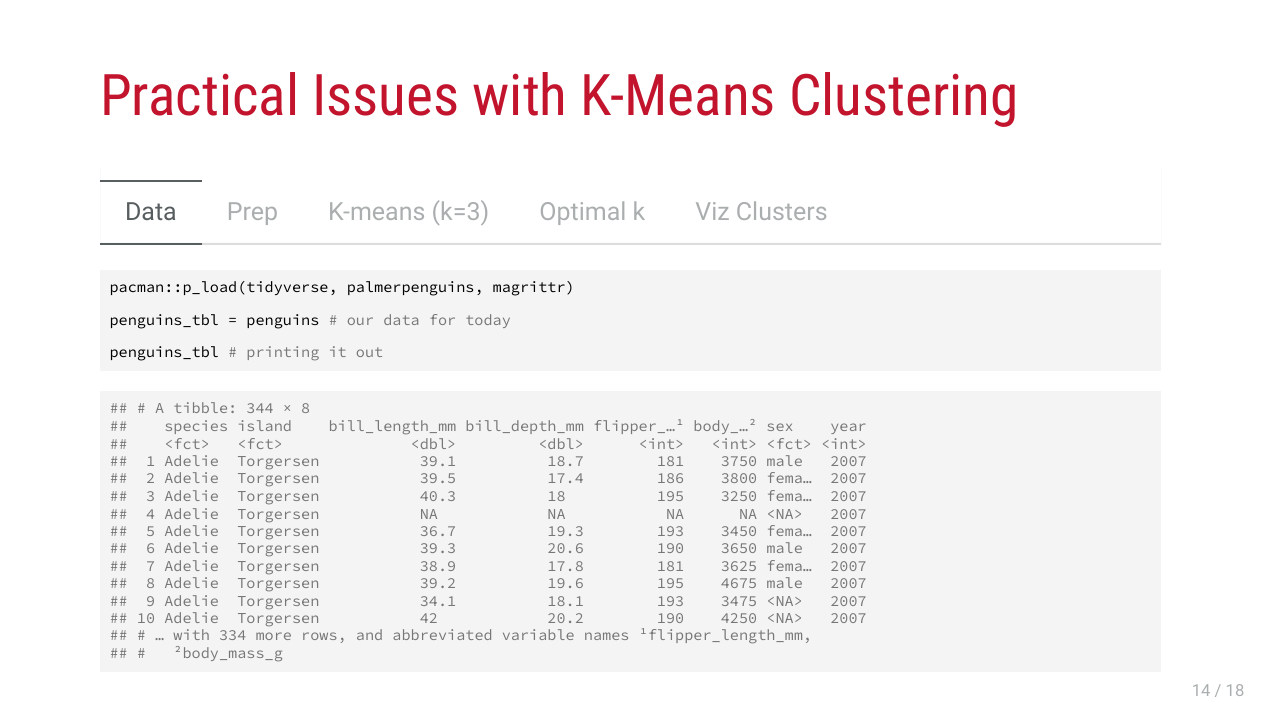 Practical Issues with K-Means Clustering
Data Prep K-means (k=3) Optimal k Viz Clusters
pacman::p_load(tidyverse, palmerpenguins, magrittr)
penguins_tbl = penguins # our data for today
penguins_tbl # printing it out
## # A tibble: 344 × 8
##    species island    bill_length_mm bill_depth_mm flipper_…¹ body_…² sex    year
##    <fct>   <fct>              <dbl>         <dbl>      <int>   <int> <fct> <int>
##  1 Adelie  Torgersen           39.1          18.7        181    3750 male   2007
##  2 Adelie  Torgersen           39.5          17.4        186    3800 fema…  2007
##  3 Adelie  Torgersen           40.3          18          195    3250 fema…  2007
##  4 Adelie  Torgersen           NA            NA           NA      NA <NA>   2007
##  5 Adelie  Torgersen           36.7          19.3        193    3450 fema…  2007
##  6 Adelie  Torgersen           39.3          20.6        190    3650 male   2007
##  7 Adelie  Torgersen           38.9          17.8        181    3625 fema…  2007
##  8 Adelie  Torgersen           39.2          19.6        195    4675 male   2007
##  9 Adelie  Torgersen           34.1          18.1        193    3475 <NA>   2007
## 10 Adelie  Torgersen           42            20.2        190    4250 <NA>   2007
## # … with 334 more rows, and abbreviated variable names ¹flipper_length_mm,
## #   ²body_mass_g
14 / 18